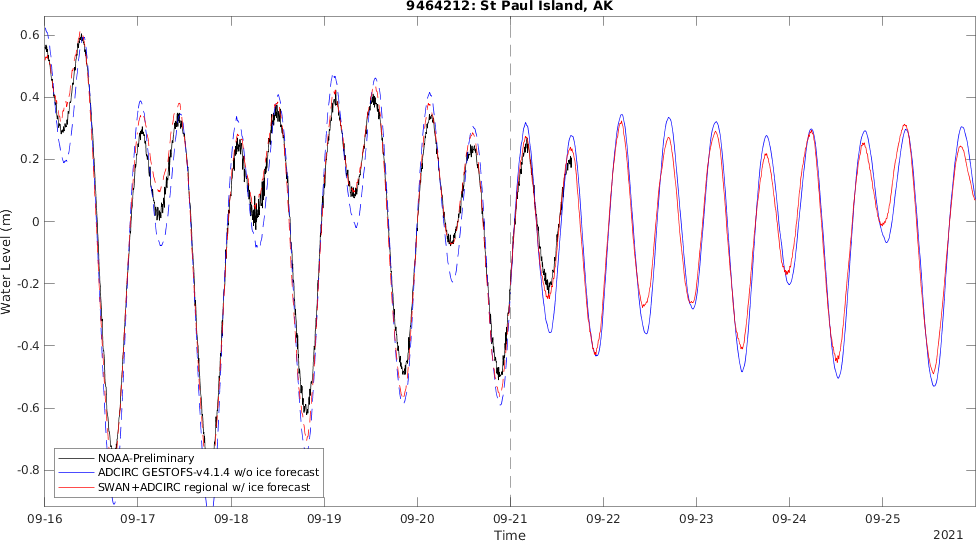 9464212: St Paul Island, AK
0.6
0.4
0.2
0
-0.2
-0.4
-0.6
-0.8
Water Level (m)
NOAA-Preliminary
ADCIRC GESTOFS-v4.1.4 w/o ice forecast
SWAN+ADCIRC regional w/ ice forecast
09-16 09-17 09-18 09-19 09-20 09-21 09-22 09-23 09-24 09-25
Time
2021